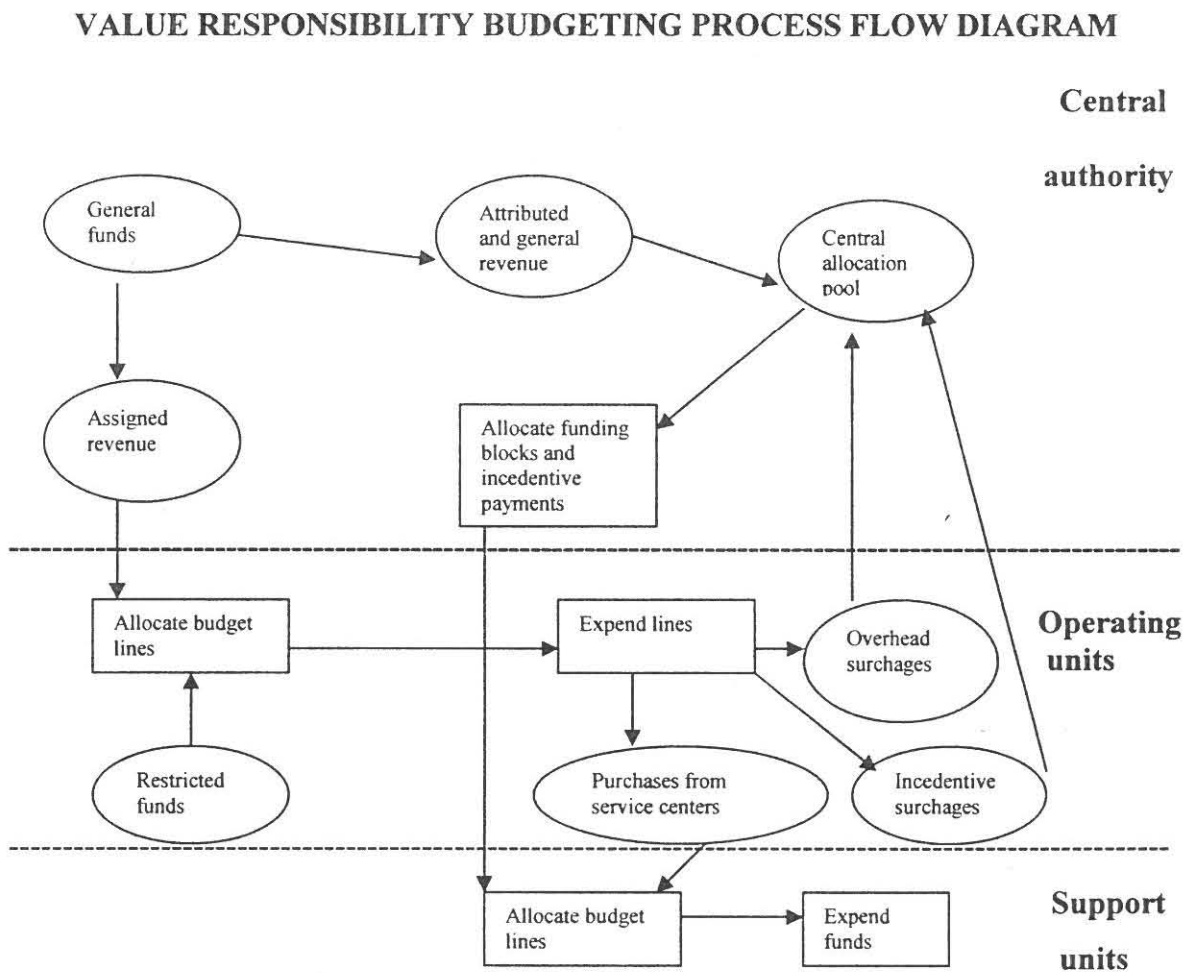 VALUE RESPONSIBILITY BUDGETING PROCESS FLOW DIAGRAM
Central
authority
General
funds
Attributed
and general
revenue
Central
allocation
pool
Assigned
revenue
Allocate funding
blocks and
incedentive
payments
Allocate budget
lines
Expend lines
Overhead
surchages
Operating
units
Restricted
funds
Purchases from
service centers
Incedentive
surchages
Allocate budget
lines
Expend
funds
Support
units